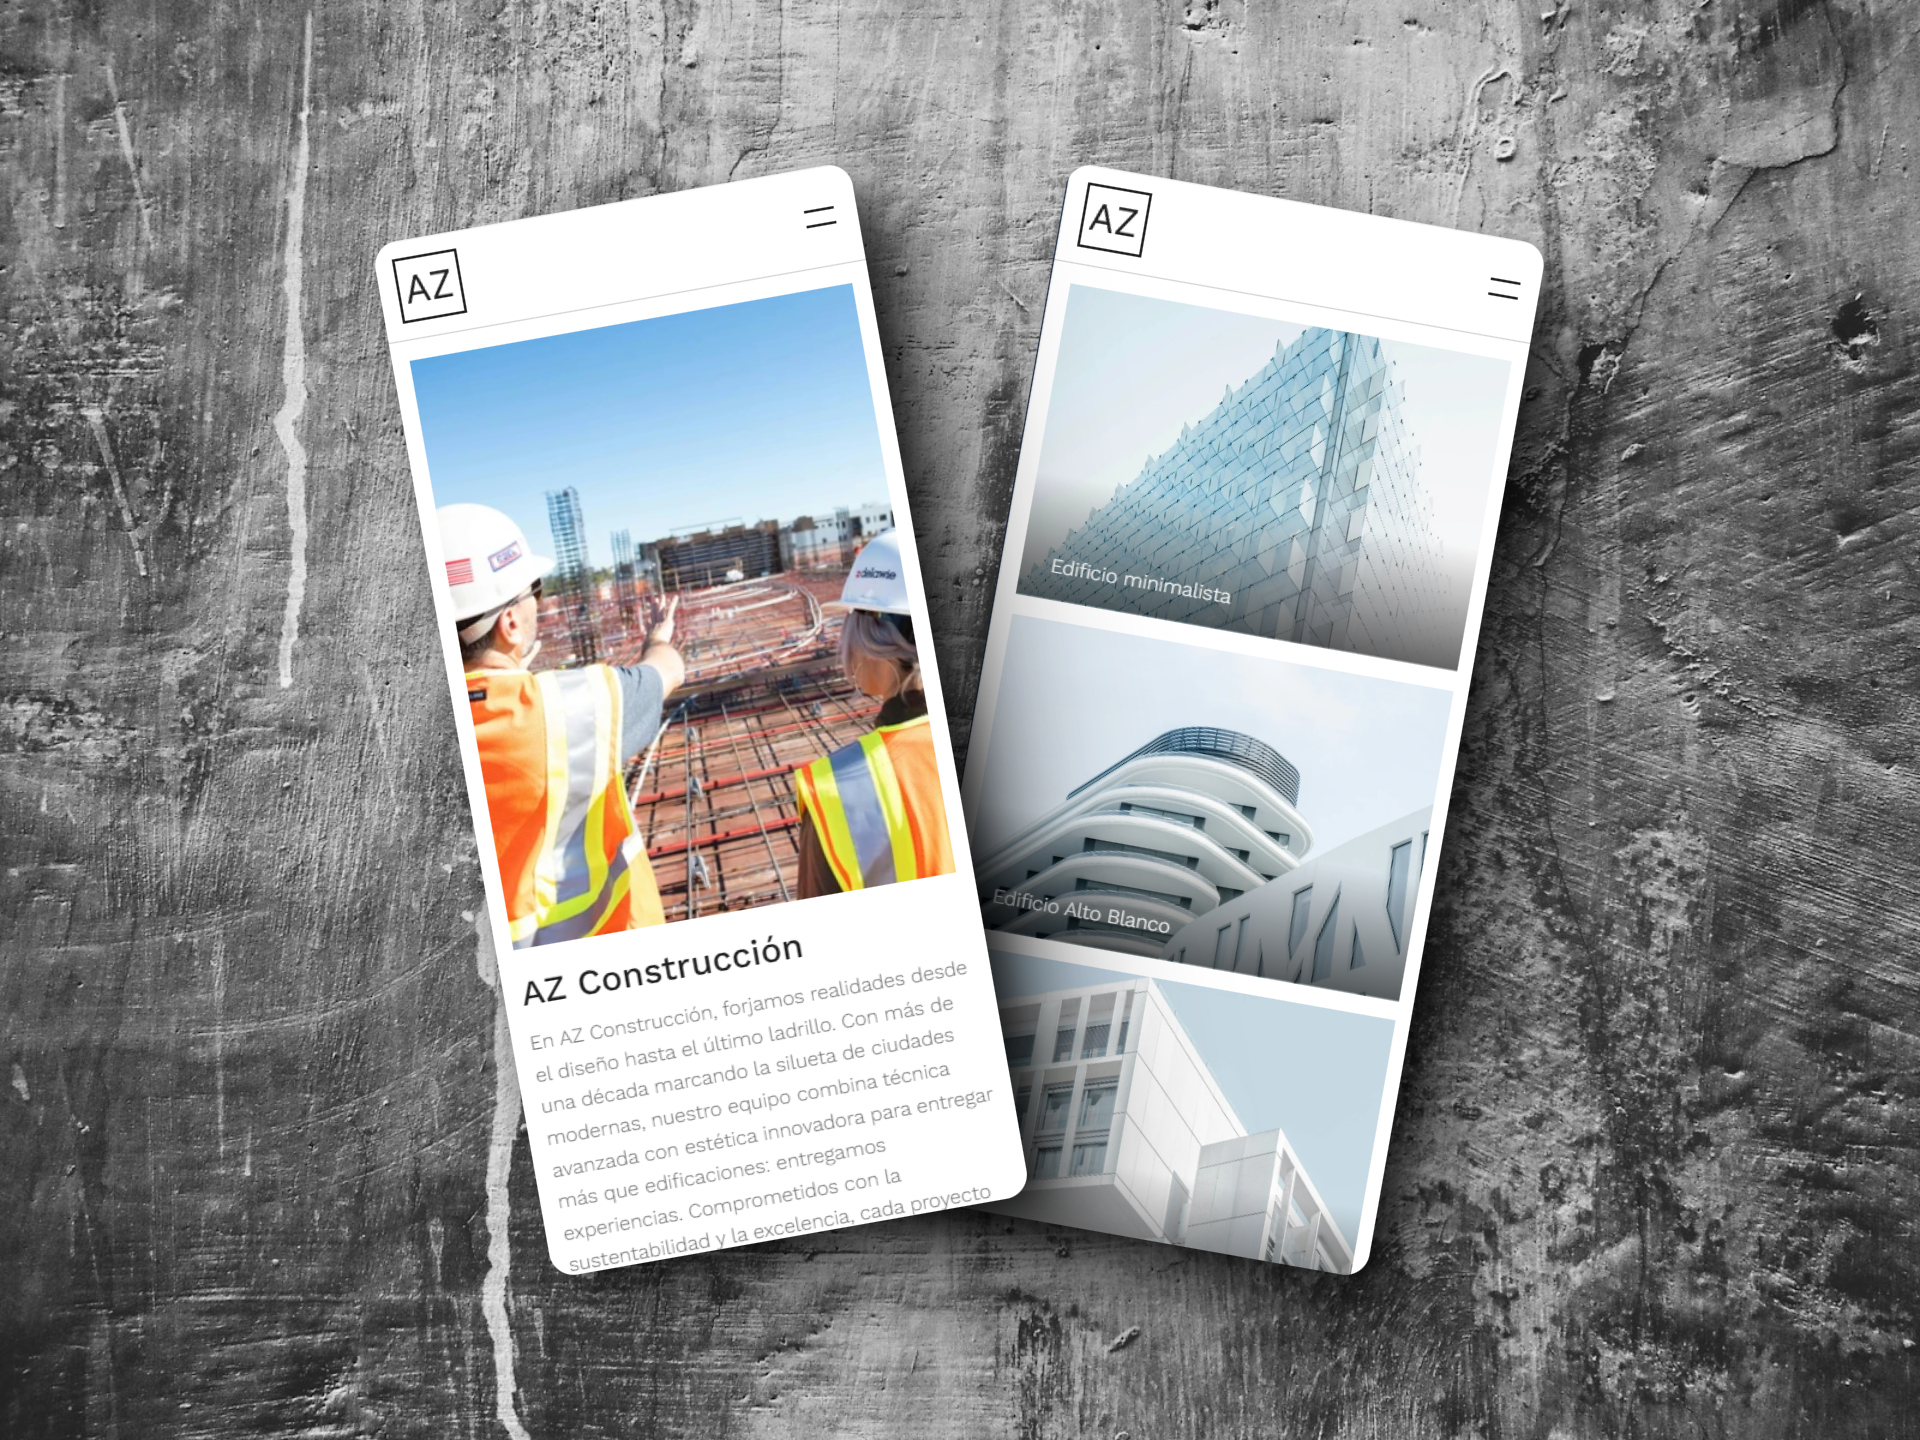 AZ
AZ Construcción
En AZ Construcción, forjamos realidades desde
el diseño hasta el último ladrillo. Con más de
una década marcando la silueta de ciudades
modernas, nuestro equipo combina técnica
avanzada con estética innovadora para entregar
más que edificaciones: entregamos
experiencias. Comprometidos con la
sustentabilidad y la excelencia, cada proyecto
AZ
Edificio minimalista
Edificio Alto Blanco